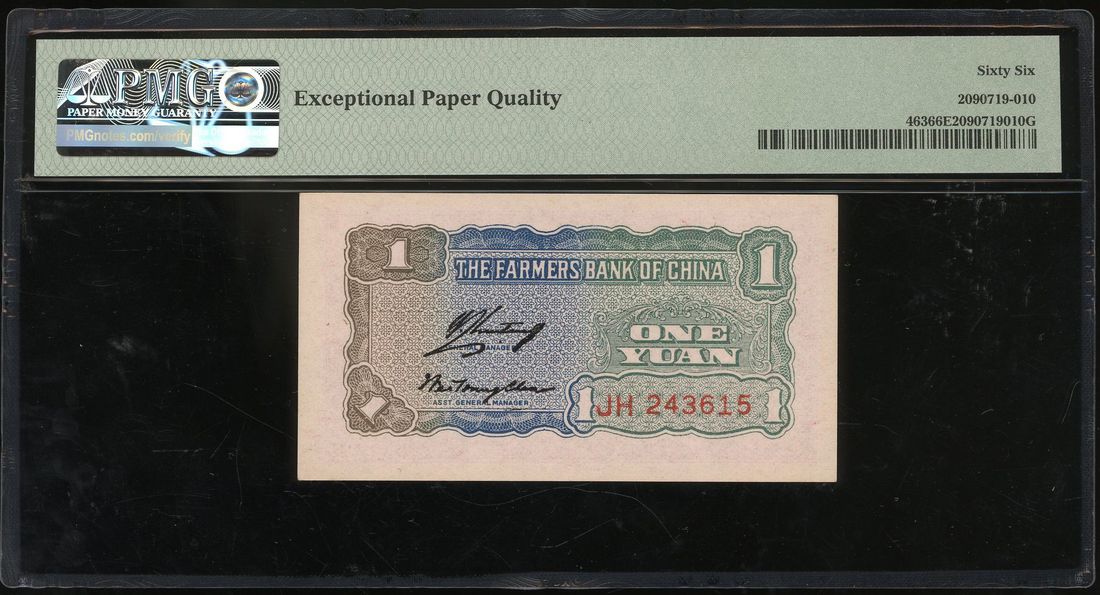 PMG
PAPER MONEY GUARANTY
PMGnotes.com/verify
Exceptional Paper Quality
Sixty Six
2090719-010
46366E2090719010G
1
1
THE FARMERS BANK OF CHINA
ONE
YUAN
GENERAL MANAGER
ASST. GENERAL MANAGER
1
1 JH 243615 1